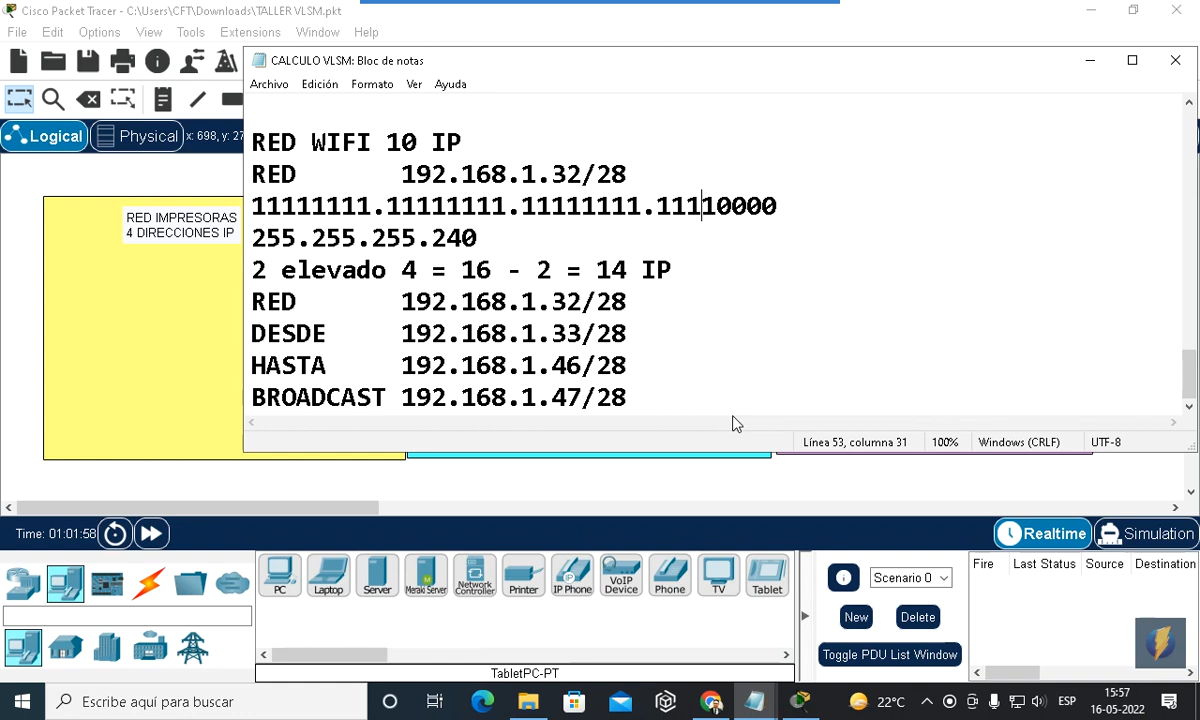 Cisco Packet Tracer - C:\Users\CFT\Downloads\TALLER VLSM.pkt
File Edit Options View Tools Extensions Window Help
CALCULO VLSM: Bloc de notas
Archivo Edición Formato Ver Ayuda
Logical Physical x: 698, y: 27
RED WIFI 10 IP
RED 192.168.1.32/28
11111111.11111111.11111111.11110000
255.255.255.240
2 elevado 4 = 16 - 2 = 14 IP
RED 192.168.1.32/28
DESDE 192.168.1.33/28
HASTA 192.168.1.46/28
BROADCAST 192.168.1.47/28
RED IMPRESORAS
4 DIRECCIONES IP
Línea 53, columna 31 100% Windows (CRLF) UTF-8
Time: 01:01:58
Realtime Simulation
PC Laptop Server Meraki Server Network Controller Printer IP Phone VoIP Device Phone TV Tablet
TabletPC-PT
Scenario 0
New Delete
Toggle PDU List Window
Fire Last Status Source Destination
Escribe aquí para buscar
22°C ESP
15:57
16-05-2022